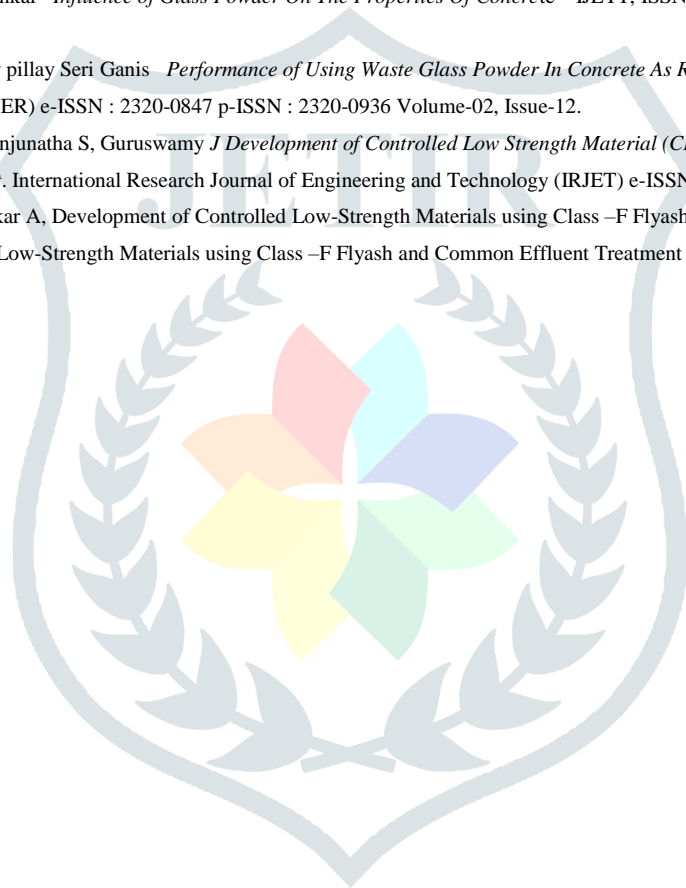 Influence of Glass Powder On The Properties Of Concrete IJETT, ISSN
pillay Seri Ganis Performance of Using Waste Glass Powder In Concrete As R
ER) e-ISSN : 2320-0847 p-ISSN : 2320-0936 Volume-02, Issue-12.
njunatha S, Guruswamy J Development of Controlled Low Strength Material (C
. International Research Journal of Engineering and Technology (IRJET) e-ISSN
kar A, Development of Controlled Low-Strength Materials using Class –F Flyash
Low-Strength Materials using Class –F Flyash and Common Effluent Treatment
JETIR